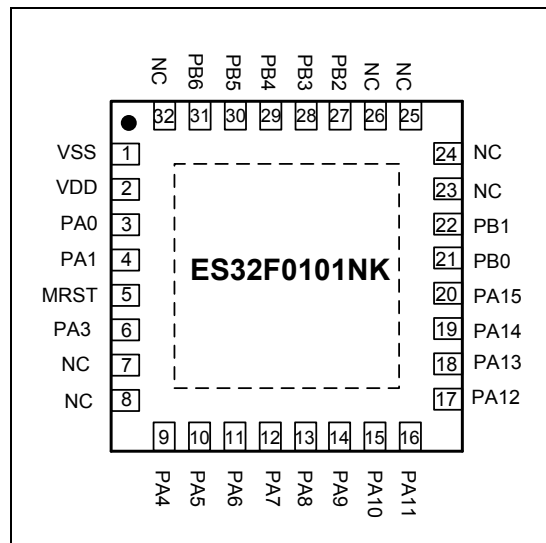 NC PB6 PB5 PB4 PB3 PB2 NC NC
32 31 30 29 28 27 26 25
VSS 1 24 NC
VDD 2 23 NC
PA0 3 22 PB1
PA1 4 21 PB0
ES32F0101NK
MRST 5 20 PA15
PA3 6 19 PA14
NC 7 18 PA13
NC 8 17 PA12
9 10 11 12 13 14 15 16
PA4 PA5 PA6 PA7 PA8 PA9 PA10 PA11